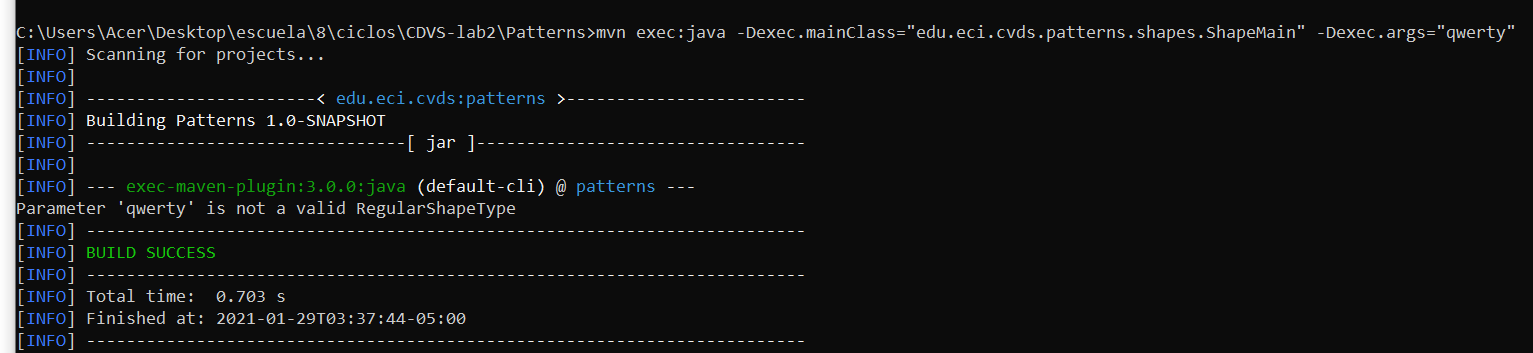 C:\Users\Acer\Desktop\escuela\8\ciclos\CDVS-lab2\Patterns>mvn exec:java -Dexec.mainClass="edu.eci.cvds.patterns.shapes.ShapeMain" -Dexec.args="qwerty"
[INFO] Scanning for projects...
[INFO]
[INFO] -----------------------< edu.eci.cvds:patterns >------------------------
[INFO] Building Patterns 1.0-SNAPSHOT
[INFO] --------------------------------[ jar ]---------------------------------
[INFO]
[INFO] --- exec-maven-plugin:3.0.0:java (default-cli) @ patterns ---
Parameter 'qwerty' is not a valid RegularShapeType
[INFO] ------------------------------------------------------------------------
[INFO] BUILD SUCCESS
[INFO] ------------------------------------------------------------------------
[INFO] Total time:  0.703 s
[INFO] Finished at: 2021-01-29T03:37:44-05:00
[INFO] ------------------------------------------------------------------------